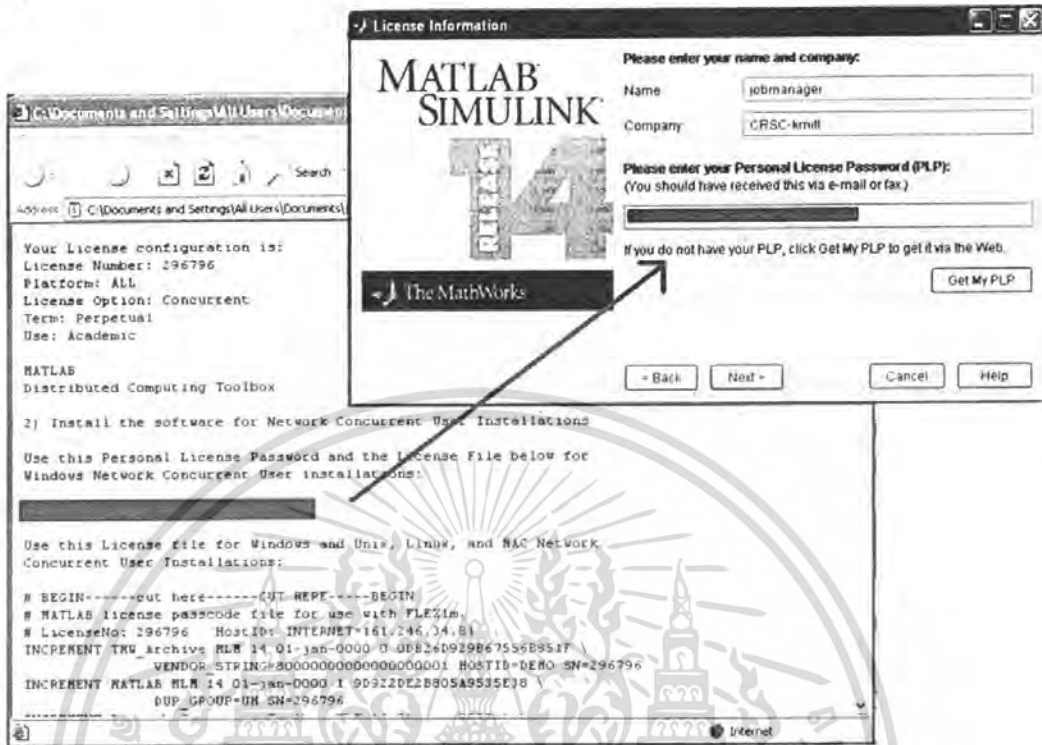 License Information
MATLAB
SIMULINK
14
The MathWorks
Please enter your name and company:
Name jobmanager
Company CRSC-kmitl
Please enter your Personal License Password (PLP):
(You should have received this via e-mail or fax.)
If you do not have your PLP, click Get My PLP to get it via the Web.
Get My PLP
< Back Next > Cancel Help
C:\Documents and Settings\All Users\Documen
Search
Address C:\Documents and Settings\All Users\Documents\
Your License configuration is:
License Number: 296796
Platform: ALL
License Option: Concurrent
Term: Perpetual
Use: Academic
MATLAB
Distributed Computing Toolbox
2) Install the software for Network Concurrent User Installations
Use this Personal License Password and the License File below for
Windows Network Concurrent User installations:
Use this License file for Windows and Unix, Linux, and MAC Network
Concurrent User Installations:
# BEGIN------cut here------CUT HERE-----BEGIN
# MATLAB license passcode file for use with FLEXlm.
# LicenseNo: 296796 HostID: INTERNET=161.246.34.81
INCREMENT TMW_Archive MLM 14 01-jan-0000 0 \
VENDOR_STRING= HOSTID=DEMO SN=296796
INCREMENT MATLAB MLM 14 01-jan-0000 1 \
DUP_GROUP=UH SN=296796
Internet